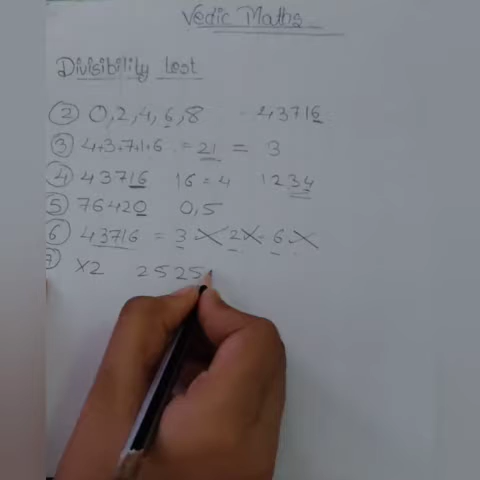 Vedic Maths
Divisibility test
② 0,2,4,6,8 43716
③ 4+3+7+1+6 = 21 = 3
④ 43716 16 = 4 1234
⑤ 76420 0,5
⑥ 43716 = 3 2 6
⑦ X2 2525